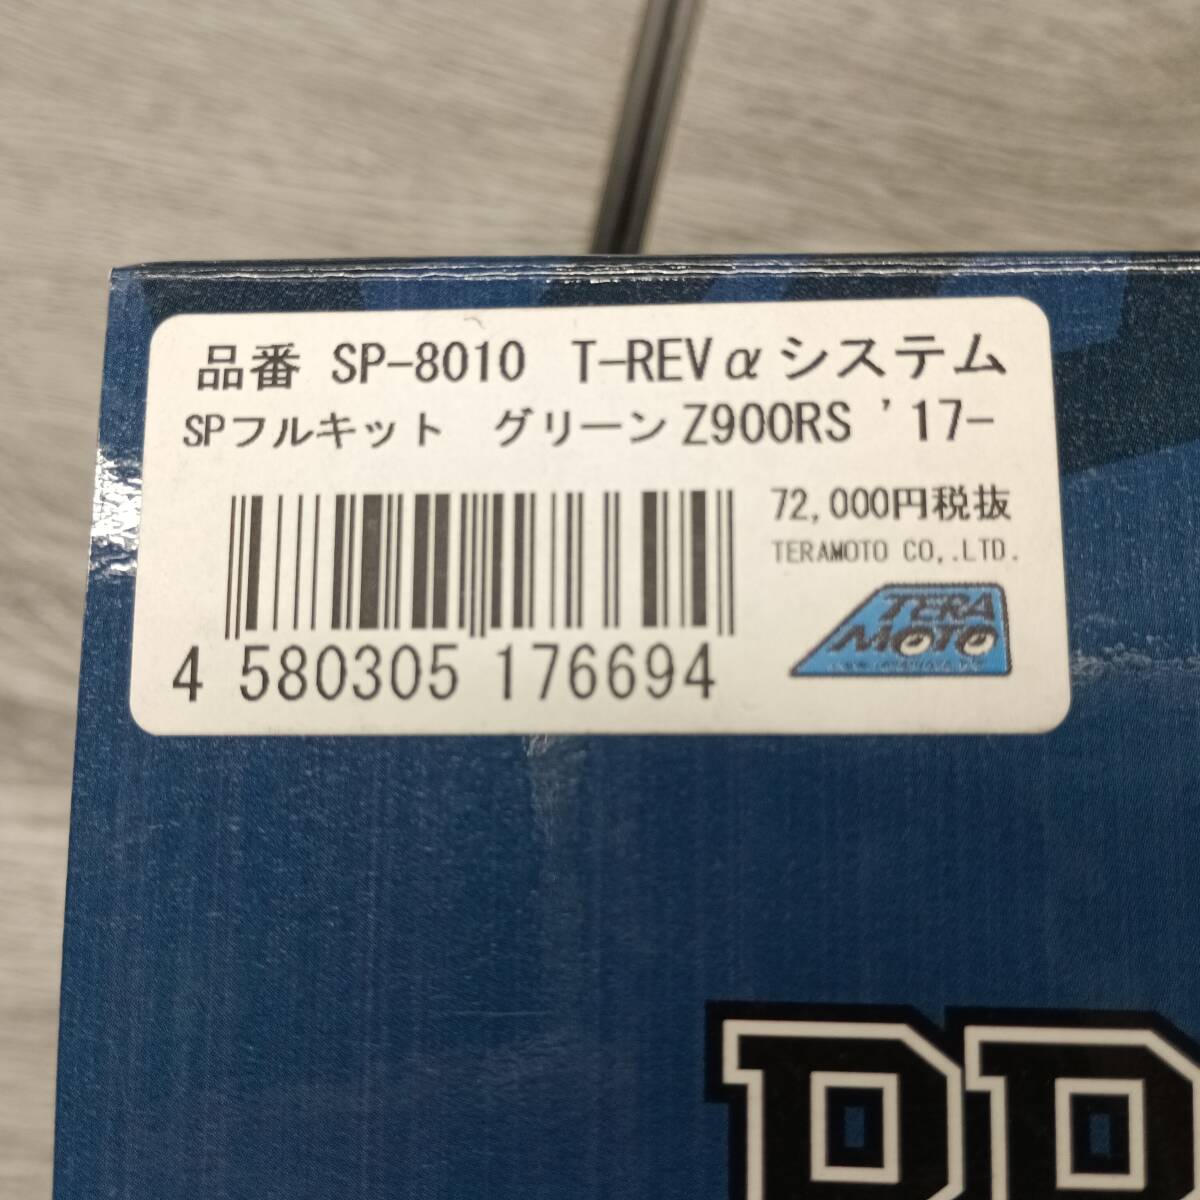 品番 SP-8010 T-REVαシステム
SPフルキット グリーン Z900RS '17-
72,000円税抜
TERAMOTO CO,.LTD.
TERA
MOTO
4 580305 176694